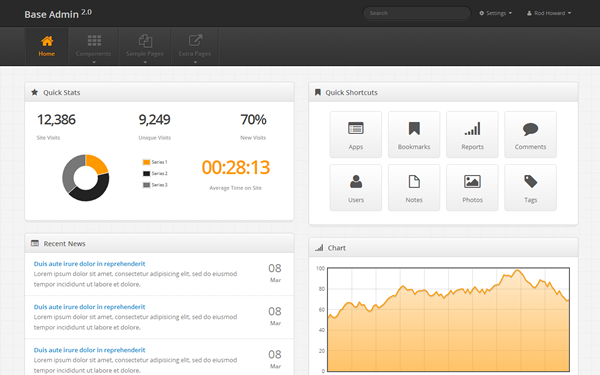 Base Admin 2.0
Search
Settings
Rod Howard
Home
Components
Sample Pages
Extra Pages
Quick Stats
12,386
9,249
70%
Site Visits
Unique Visits
New Visits
Series 1
Series 2
Series 3
00:28:13
Average Time on Site
Quick Shortcuts
Apps
Bookmarks
Reports
Comments
Users
Notes
Photos
Tags
Recent News
Duis aute irure dolor in reprehenderit
Lorem ipsum dolor sit amet, consectetur adipisicing elit, sed do eiusmod
tempor incididunt ut labore et dolore.
08
Mar
Duis aute irure dolor in reprehenderit
Lorem ipsum dolor sit amet, consectetur adipisicing elit, sed do eiusmod
tempor incididunt ut labore et dolore.
08
Mar
Duis aute irure dolor in reprehenderit
Lorem ipsum dolor sit amet, consectetur adipisicing elit, sed do eiusmod
tempor incididunt ut labore et dolore.
08
Mar
Chart
100
80
60
40
20
0